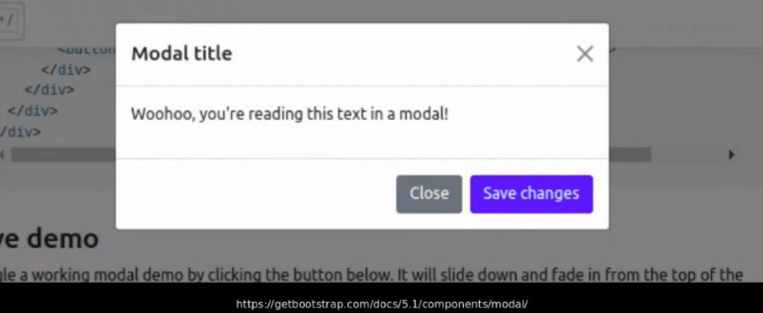 */
Modal title
<button
</div>
</div>
</div>
/div>
Woohoo, you're reading this text in a modal!
Close
Save changes
ve demo
gle a working modal demo by clicking the button below. It will slide down and fade in from the top of the
https://getbootstrap.com/docs/5.1/components/modal/